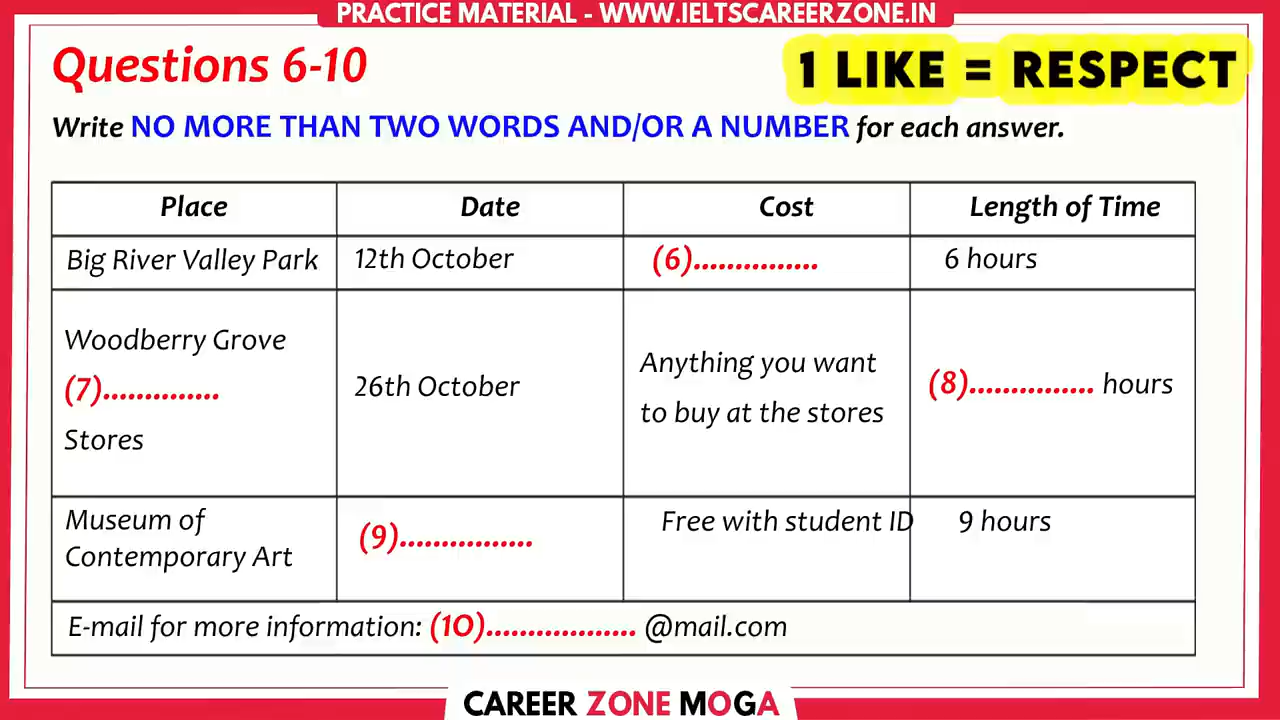 PRACTICE MATERIAL - WWW.IELTSCAREERZONE.IN
Questions 6-10
1 LIKE = RESPECT
Write NO MORE THAN TWO WORDS AND/OR A NUMBER for each answer.
Place Date Cost Length of Time
Big River Valley Park 12th October (6)............... 6 hours
Woodberry Grove
(7)..............
Stores
26th October
Anything you want
to buy at the stores
(8)............... hours
Museum of
Contemporary Art
(9)................
Free with student ID
9 hours
E-mail for more information: (10).................. @mail.com
CAREER ZONE MOGA